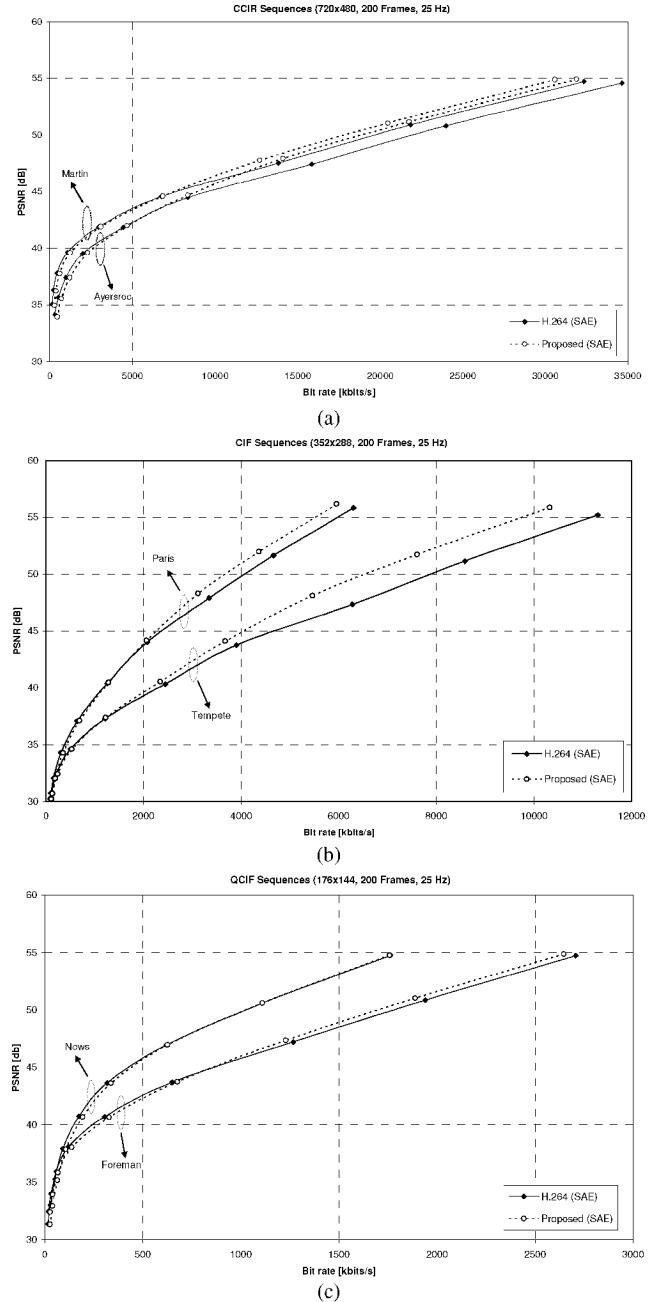 CCIR Sequences (720x480, 200 Frames, 25 Hz)
60
55
50
45
40
35
30
PSNR [dB]
Martin
Ayersroc
H.264 (SAE)
Proposed (SAE)
0 5000 10000 15000 20000 25000 30000 35000
Bit rate [kbits/s]
(a)
CIF Sequences (352x288, 200 Frames, 25 Hz)
60
55
50
45
40
35
30
PSNR [dB]
Paris
Tempete
H.264 (SAE)
Proposed (SAE)
0 2000 4000 6000 8000 10000 12000
Bit rate [kbits/s]
(b)
QCIF Sequences (176x144, 200 Frames, 25 Hz)
60
55
50
45
40
35
30
PSNR [db]
News
Foreman
H.264 (SAE)
Proposed (SAE)
0 500 1000 1500 2000 2500 3000
Bit rate [kbits/s]
(c)